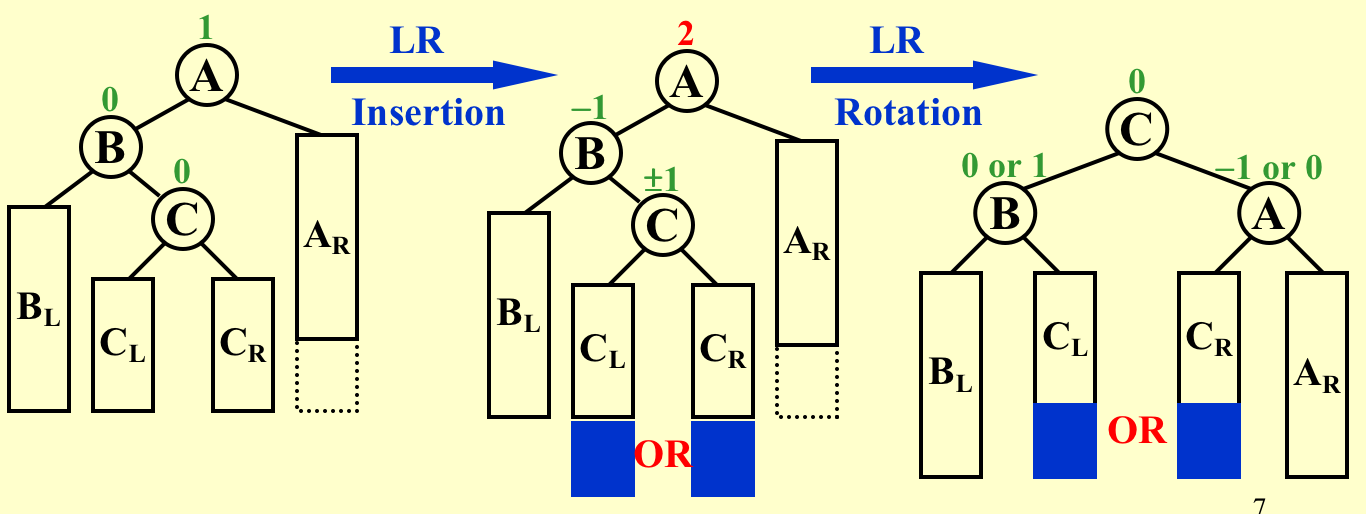 1
A
0
B
0
C
B_L
C_L
C_R
A_R
LR
Insertion
2
A
−1
B
±1
C
B_L
C_L
C_R
A_R
OR
LR
Rotation
0
C
0 or 1
B
−1 or 0
A
B_L
C_L
OR
C_R
A_R
7